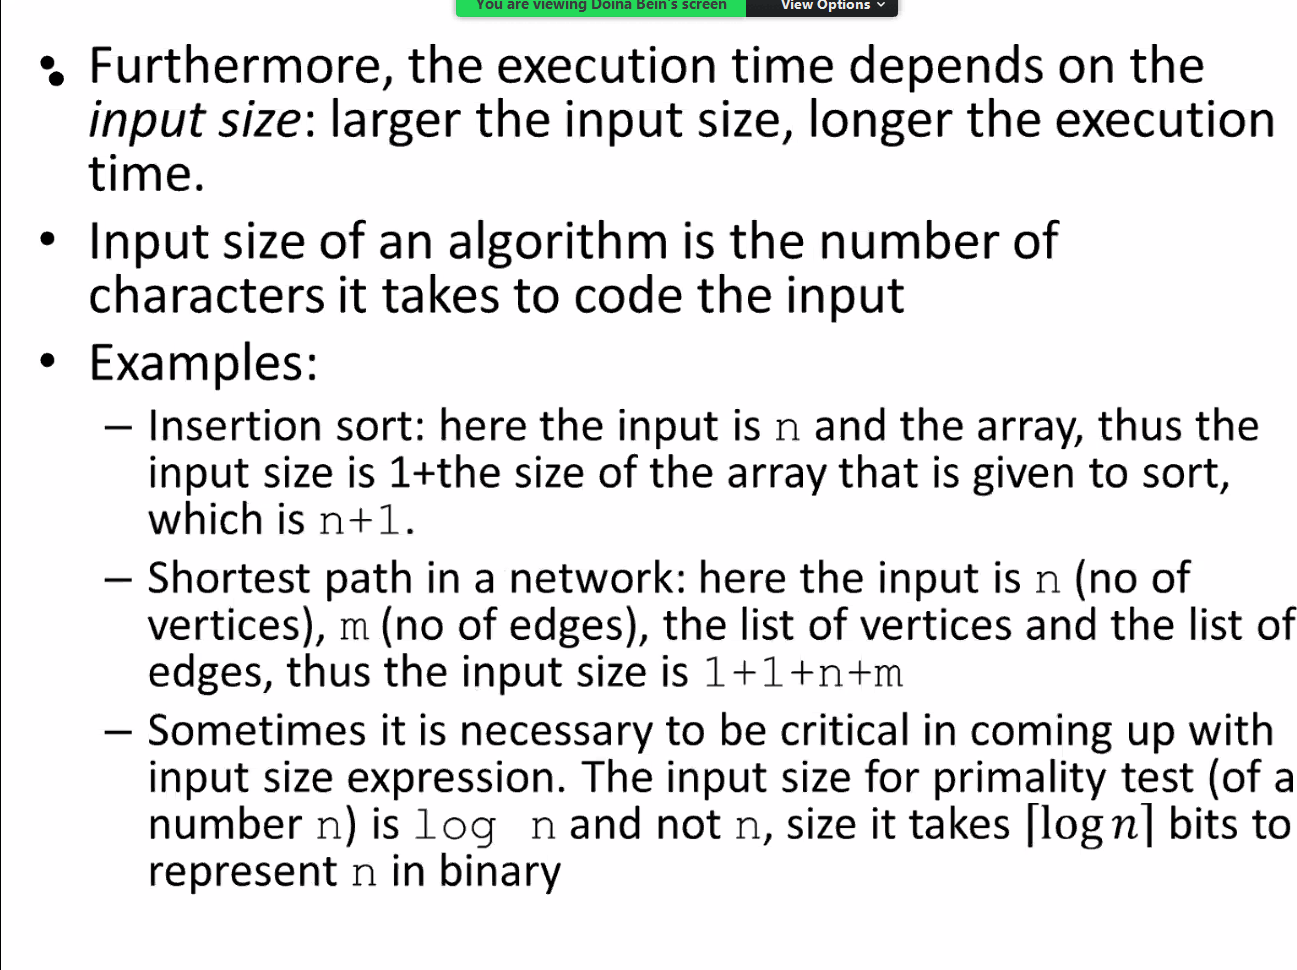 You are viewing Doina Bein's screen View Options
• Furthermore, the execution time depends on the
input size: larger the input size, longer the execution
time.
• Input size of an algorithm is the number of
characters it takes to code the input
• Examples:
– Insertion sort: here the input is n and the array, thus the
input size is 1+the size of the array that is given to sort,
which is n+1.
– Shortest path in a network: here the input is n (no of
vertices), m (no of edges), the list of vertices and the list of
edges, thus the input size is 1+1+n+m
– Sometimes it is necessary to be critical in coming up with
input size expression. The input size for primality test (of a
number n) is log n and not n, size it takes ⌈log n⌉ bits to
represent n in binary